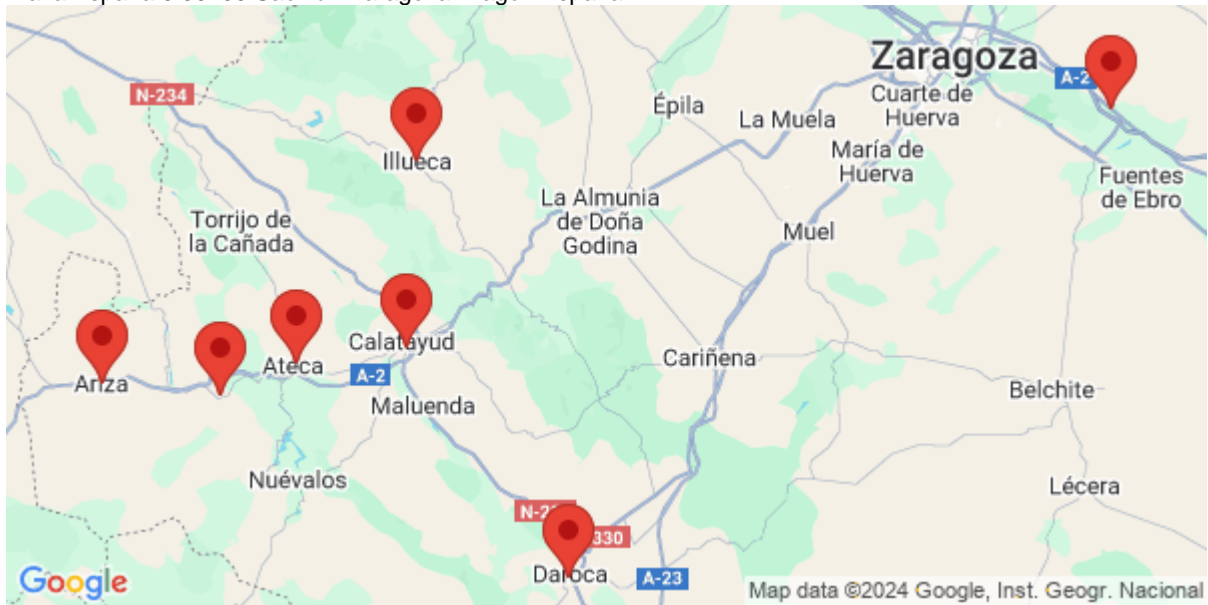 Zaragoza
A-2
N-234
Épila
Cuarte de
Huerva
La Muela
Illueca
María de
Huerva
Fuentes
de Ebro
La Almunia
de Doña
Godina
Torrijo de
la Cañada
Muel
Calatayud
Ateca
A-2
Cariñena
Ariza
Belchite
Maluenda
Nuévalos
Lécera
330
Daroca
A-23
Google
Map data ©2024 Google, Inst. Geogr. Nacional